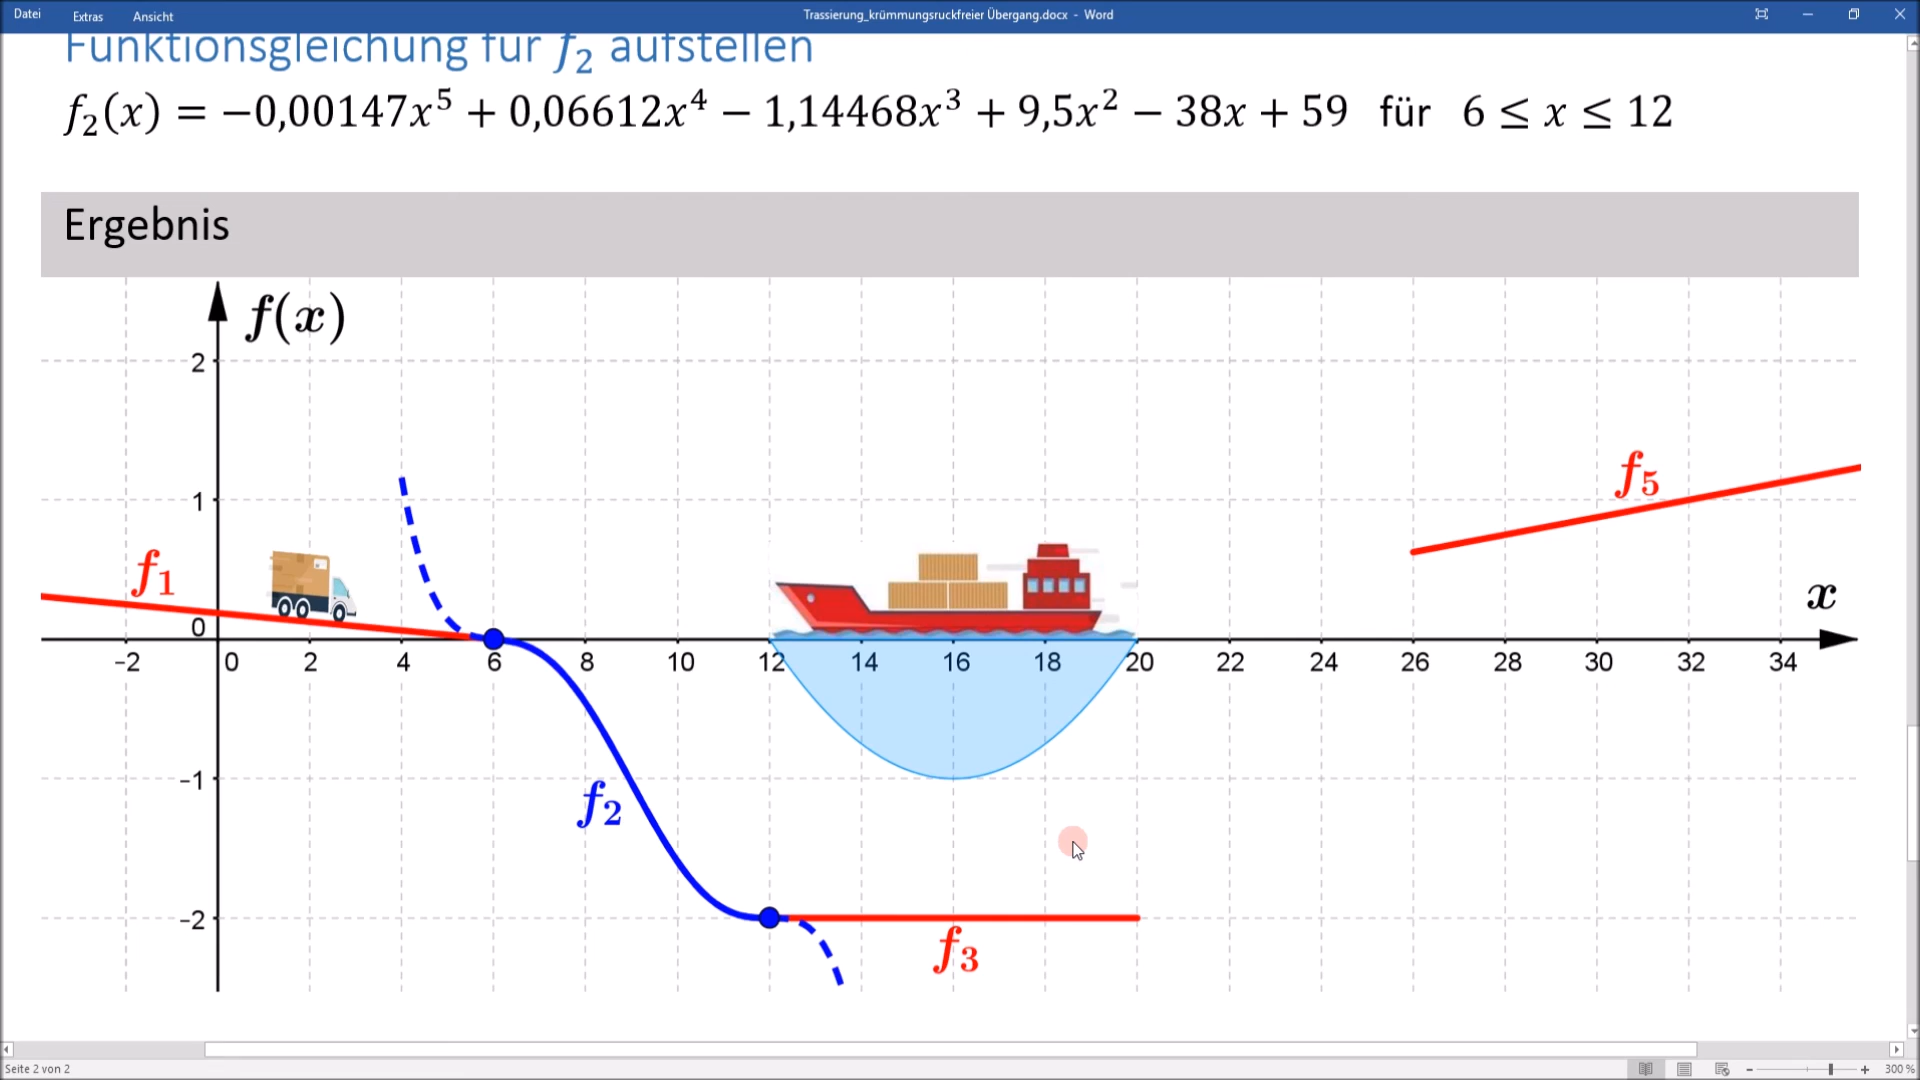 Datei Extras Ansicht Trassierung_krümmungsruckfreier Übergang.docx - Word
Funktionsgleichung für f₂ aufstellen
f₂(x) = −0,00147x⁵ + 0,06612x⁴ − 1,14468x³ + 9,5x² − 38x + 59 für 6 ≤ x ≤ 12
Ergebnis
f(x)
2
1
f₅
f₁
x
0
−2 0 2 4 6 8 10 12 14 16 18 20 22 24 26 28 30 32 34
−1
f₂
−2
f₃
Seite 2 von 2 300 %